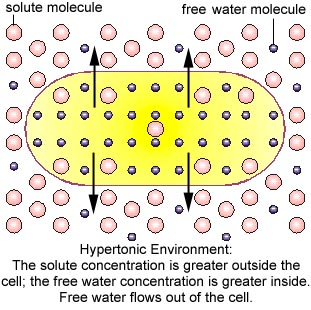 solute molecule
free water molecule
Hypertonic Environment:
The solute concentration is greater outside the
cell; the free water concentration is greater inside.
Free water flows out of the cell.